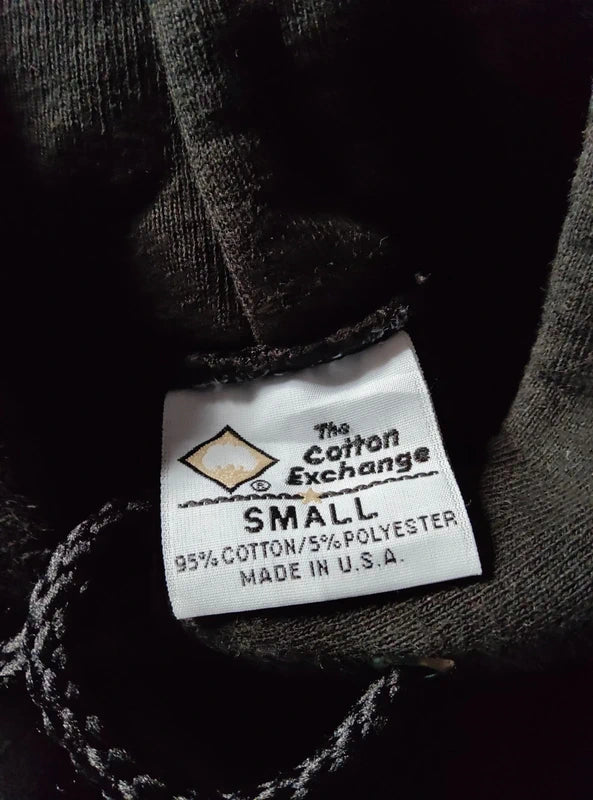 The
Cotton
Exchange
®
SMALL
95% COTTON/5% POLYESTER
MADE IN U.S.A.